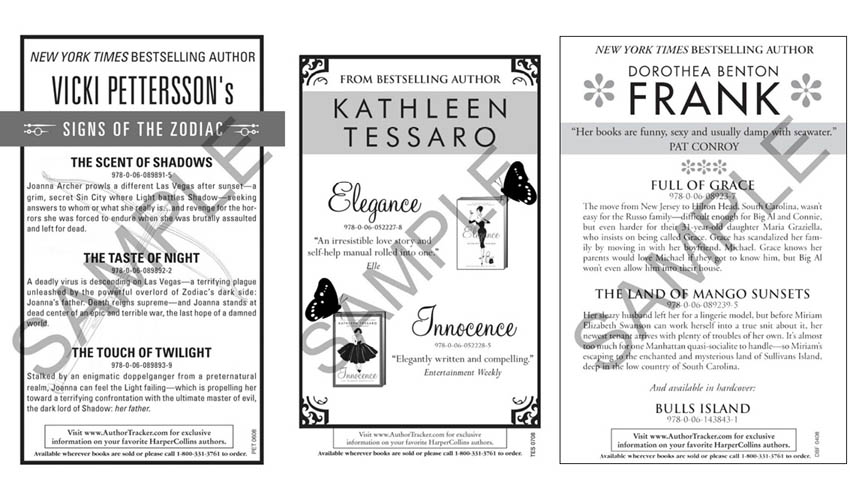 NEW YORK TIMES BESTSELLING AUTHOR
VICKI PETTERSSON's
SIGNS OF THE ZODIAC
THE SCENT OF SHADOWS
978-0-06-089891-5
Joanna Archer prowls a different Las Vegas after sunset—a
grim, secret Sin City where Light battles Shadow—seeking
answers to whom or what she really is... and revenge for the hor-
rors she was forced to endure when she was brutally assaulted
and left for dead.
THE TASTE OF NIGHT
978-0-06-089892-2
A deadly virus is descending on Las Vegas—a terrifying plague
unleashed by the powerful overlord of Zodiac's dark side:
Joanna's father. Death reigns supreme—and Joanna stands at
dead center of an epic and terrible war, the last hope of a damned
world.
THE TOUCH OF TWILIGHT
978-0-06-089893-9
Stalked by an enigmatic doppelganger from a preternatural
realm, Joanna can feel the Light failing—which is propelling her
toward a terrifying confrontation with the ultimate master of evil,
the dark lord of Shadow: her father.
Visit www.AuthorTracker.com for exclusive
information on your favorite HarperCollins authors.
Available wherever books are sold or please call 1-800-331-3761 to order.
PET 0608
SAMPLE
FROM BESTSELLING AUTHOR
KATHLEEN
TESSARO
Elegance
978-0-06-052227-8
"An irresistible love story and
self-help manual rolled into one."
Elle
Elegance
KATHLEEN TESSARO
Innocence
Innocence
978-0-06-052228-5
"Elegantly written and compelling."
Entertainment Weekly
Visit www.AuthorTracker.com for exclusive
information on your favorite HarperCollins authors.
Available wherever books are sold or please call 1-800-331-3761 to order.
TES 0708
SAMPLE
NEW YORK TIMES BESTSELLING AUTHOR
DOROTHEA BENTON
FRANK
"Her books are funny, sexy and usually damp with seawater."
PAT CONROY
FULL OF GRACE
The move from New Jersey to Hilton Head, South Carolina, wasn't
easy for the Russo family—difficult enough for Big Al and Connie,
but even harder for their 31-year-old daughter Maria Graziella,
who insists on being called Grace. Grace has scandalized her fam-
ily by moving in with her boyfriend, Michael. Grace knows her
parents would love Michael if they got to know him, but Big Al
won't even allow him into their house.
THE LAND OF MANGO SUNSETS
978-0-06-089239-5
Her sleazy husband left her for a lingerie model, but before Miriam
Elizabeth Swanson can work herself into a true snit about it, her
newest tenant arrives with plenty of troubles of her own. It's almost
too much for one Manhattan quasi-socialite to handle—so Miriam's
escaping to the enchanted and mysterious land of Sullivans Island,
deep in the low country of South Carolina.
And available in hardcover:
BULLS ISLAND
978-0-06-143843-1
Visit www.AuthorTracker.com for exclusive
information on your favorite HarperCollins authors.
Available wherever books are sold or please call 1-800-331-3761 to order.
DBF 0408
SAMPLE